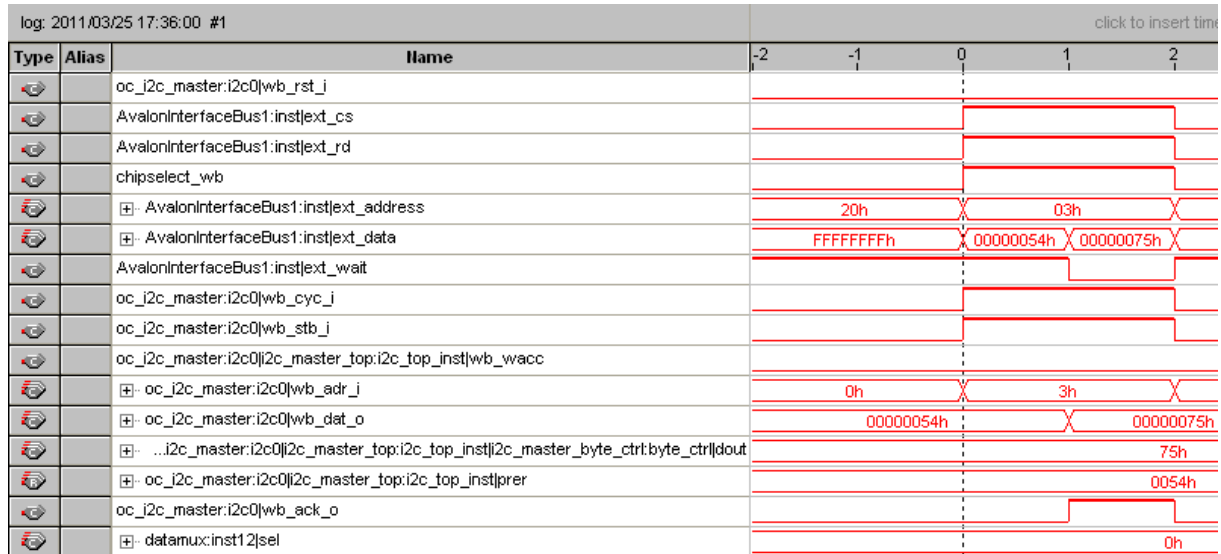 log: 2011/03/25 17:36:00 #1 click to insert time
Type Alias Name -2 -1 0 1 2
oc_i2c_master:i2c0|wb_rst_i
AvalonInterfaceBus1:inst|ext_cs
AvalonInterfaceBus1:inst|ext_rd
chipselect_wb
AvalonInterfaceBus1:inst|ext_address 20h 03h
AvalonInterfaceBus1:inst|ext_data FFFFFFFFh 00000054h 00000075h
AvalonInterfaceBus1:inst|ext_wait
oc_i2c_master:i2c0|wb_cyc_i
oc_i2c_master:i2c0|wb_stb_i
oc_i2c_master:i2c0|i2c_master_top:i2c_top_inst|wb_wacc
oc_i2c_master:i2c0|wb_adr_i 0h 3h
oc_i2c_master:i2c0|wb_dat_o 00000054h 00000075h
...i2c_master:i2c0|i2c_master_top:i2c_top_inst|i2c_master_byte_ctrl:byte_ctrl|dout 75h
oc_i2c_master:i2c0|i2c_master_top:i2c_top_inst|prer 0054h
oc_i2c_master:i2c0|wb_ack_o
datamux:inst12|sel 0h